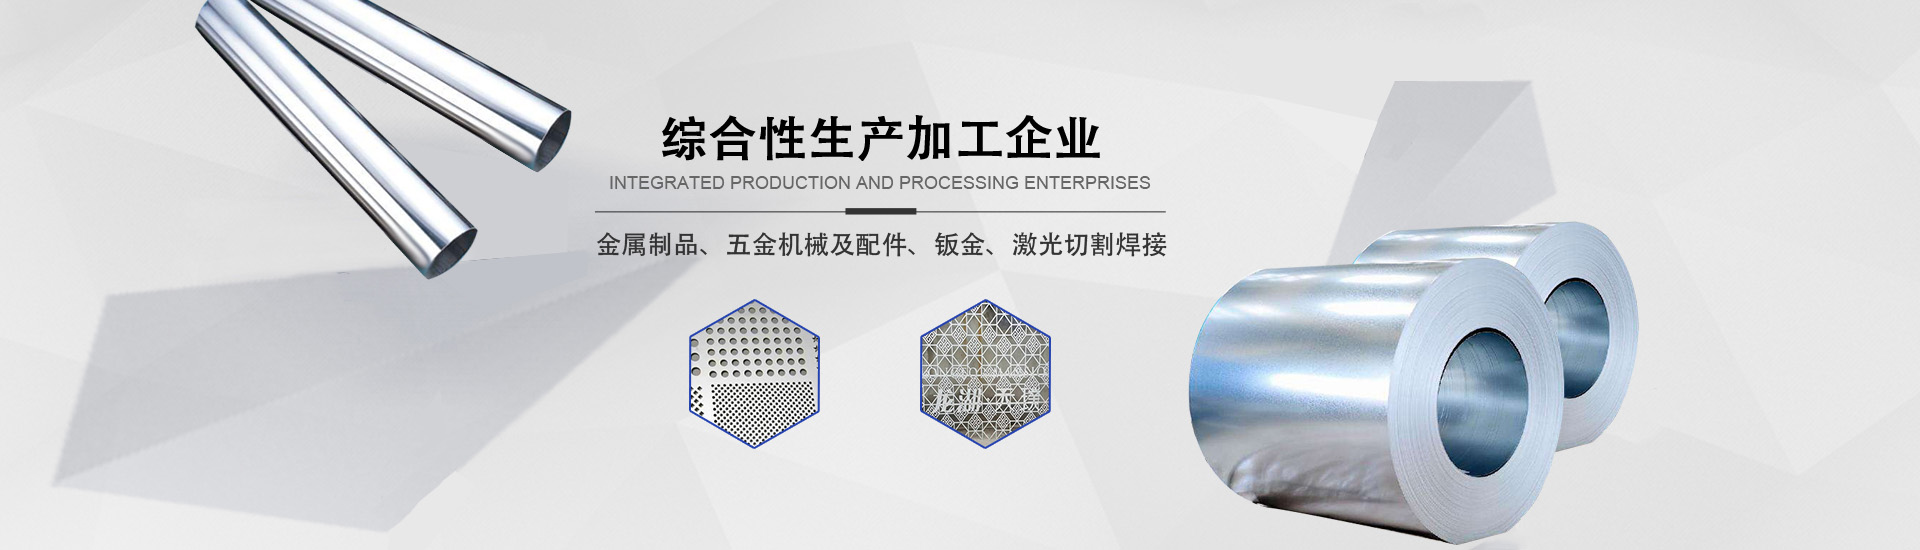 综合性生产加工企业
INTEGRATED PRODUCTION AND PROCESSING ENTERPRISES
金属制品、五金机械及配件、钣金、激光切割焊接
龙湖